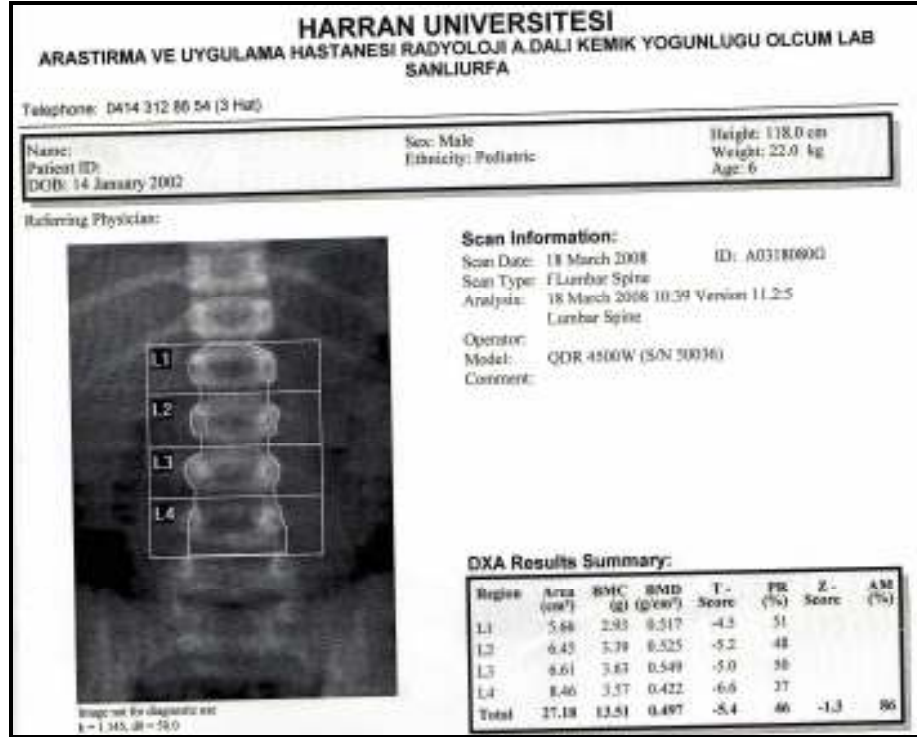 HARRAN UNIVERSITESI
ARASTIRMA VE UYGULAMA HASTANESI RADYOLOJI A.DALI KEMIK YOGUNLUGU OLCUM LAB
SANLIURFA
Telephone: 0414 312 86 54 (3 Hat)
Name:
Patient ID:
DOB: 14 January 2002
Sex: Male
Ethnicity: Pediatric
Height: 118.0 cm
Weight: 22.0 kg
Age: 6
Referring Physician:
L1
L2
L3
L4
Image not for diagnostic use
Scan Information:
Scan Date: 18 March 2008 ID:
Scan Type: f Lumbar Spine
Analysis: 18 March 2008 10:39 Version 11.2:5
Lumbar Spine
Operator:
Model: QDR 4500W (S/N 50036)
Comment:
DXA Results Summary:
Region Area (cm²) BMC (g) BMD (g/cm²) T - Score PR (%) Z - Score AM (%)
L1 5.66 2.93 0.517 -4.5 51
L2 6.45 3.39 0.525 -5.2 48
L3 6.61 3.63 0.549 -5.0 50
L4 8.46 3.57 0.422 -6.6 37
Total 27.18 13.51 0.497 -5.4 46 -1.3 86